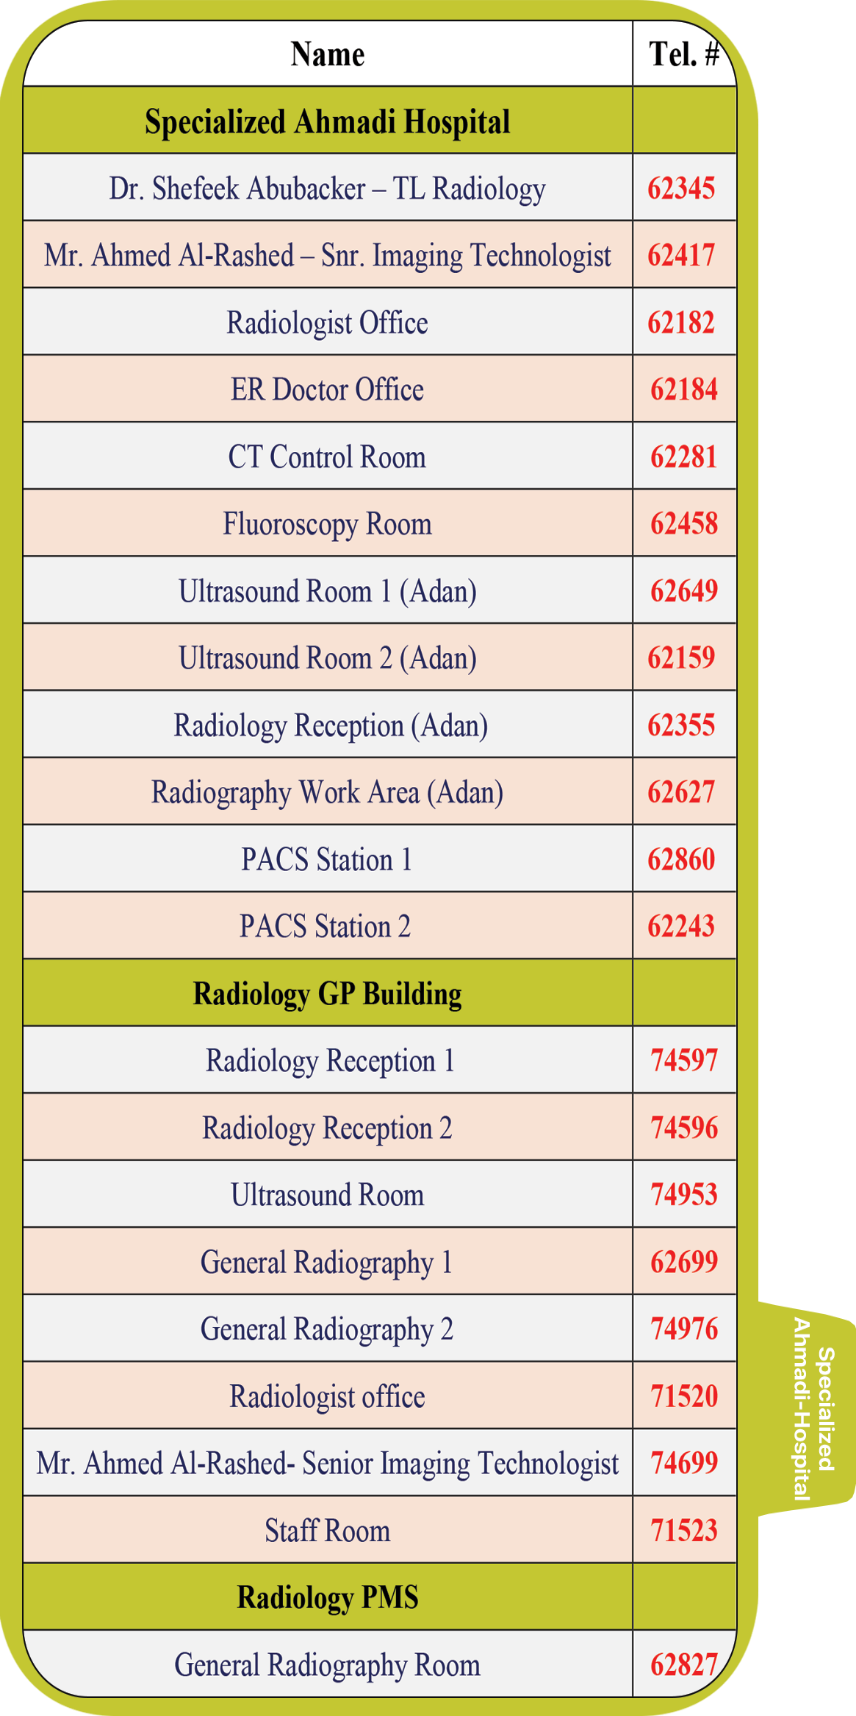 Name Tel. #
Specialized Ahmadi Hospital
Dr. Shefeek Abubacker – TL Radiology 62345
Mr. Ahmed Al-Rashed – Snr. Imaging Technologist 62417
Radiologist Office 62182
ER Doctor Office 62184
CT Control Room 62281
Fluoroscopy Room 62458
Ultrasound Room 1 (Adan) 62649
Ultrasound Room 2 (Adan) 62159
Radiology Reception (Adan) 62355
Radiography Work Area (Adan) 62627
PACS Station 1 62860
PACS Station 2 62243
Radiology GP Building
Radiology Reception 1 74597
Radiology Reception 2 74596
Ultrasound Room 74953
General Radiography 1 62699
General Radiography 2 74976
Radiologist office 71520
Mr. Ahmed Al-Rashed- Senior Imaging Technologist 74699
Staff Room 71523
Radiology PMS
General Radiography Room 62827
Specialized
Ahmadi-Hospital